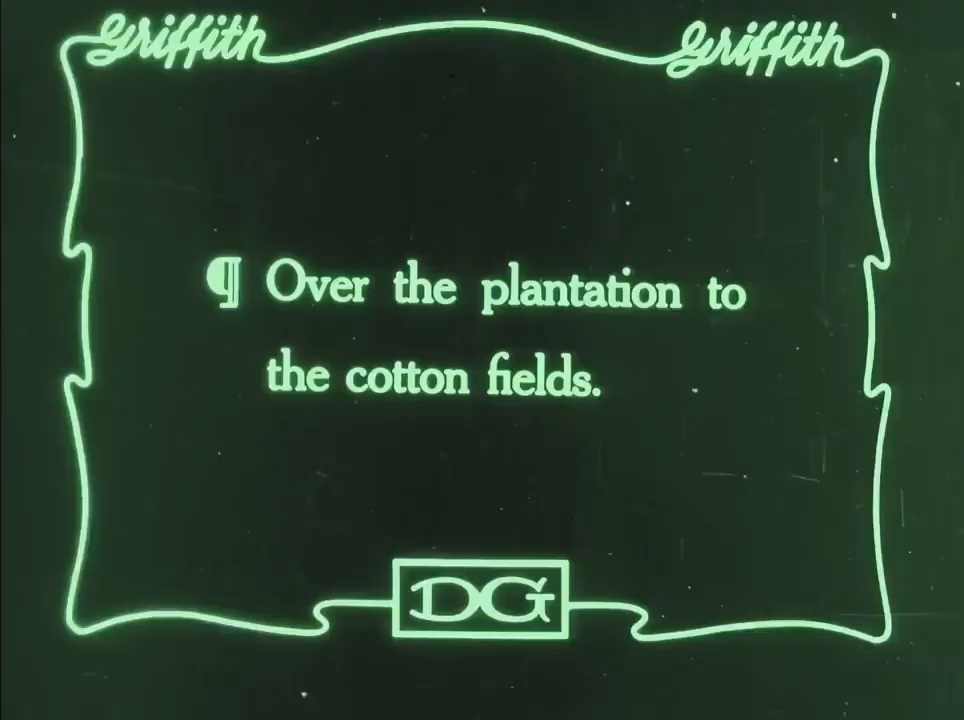 Griffith Griffith
¶ Over the plantation to
the cotton fields.
DG